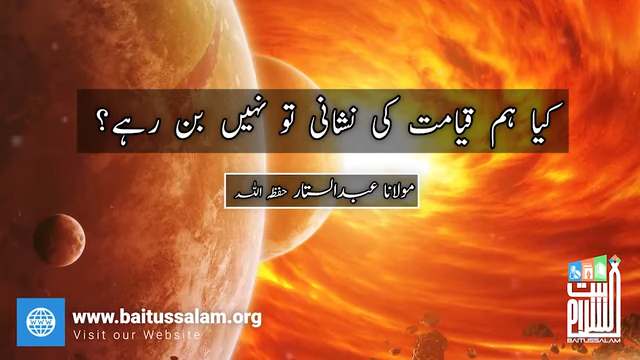 کیا ہم قیامت کی نشانی تو نہیں بن رہے؟
مولانا عبدالستار حفظہ اللہ
www.baitussalam.org
Visit our Website
بیت السلام
BAITUSSALAM